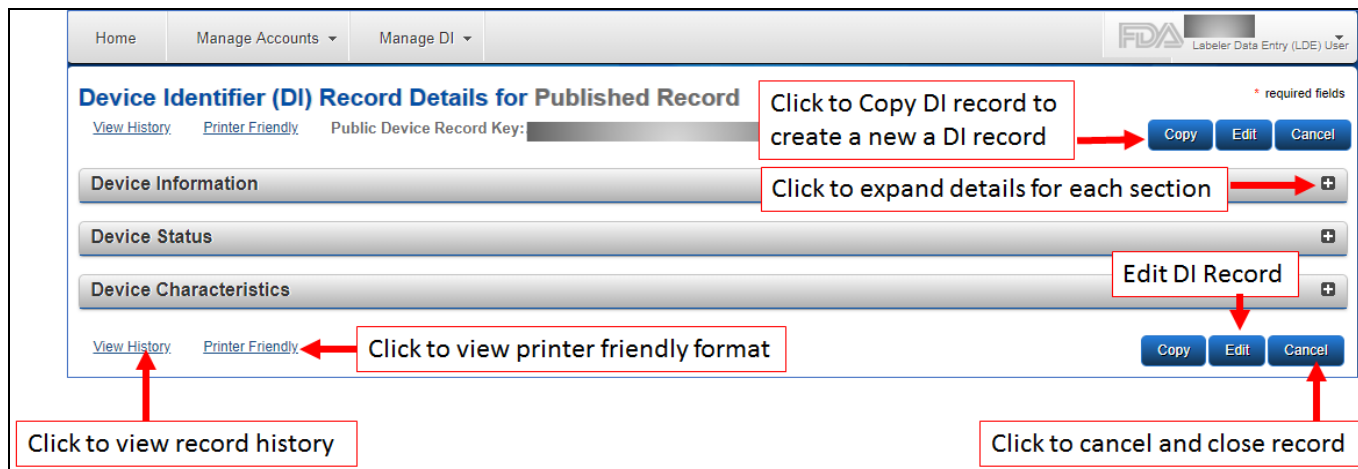 Home Manage Accounts Manage DI FDA
Labeler Data Entry (LDE) User
Device Identifier (DI) Record Details for Published Record
* required fields
View History Printer Friendly Public Device Record Key:
Click to Copy DI record to
create a new a DI record
Copy Edit Cancel
Device Information
Click to expand details for each section
Device Status
Edit DI Record
Device Characteristics
View History Printer Friendly
Click to view printer friendly format
Copy Edit Cancel
Click to view record history
Click to cancel and close record